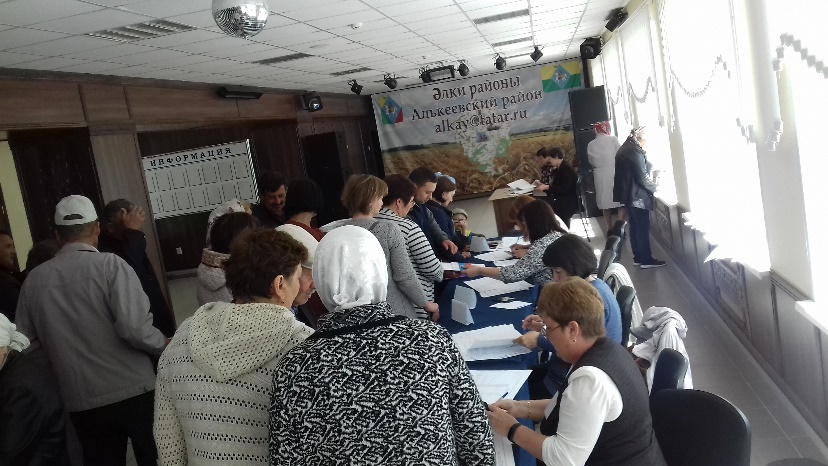 Әлки районы
Алькеевский район
alkay@tatar.ru
ИНФОРМАЦИЯ